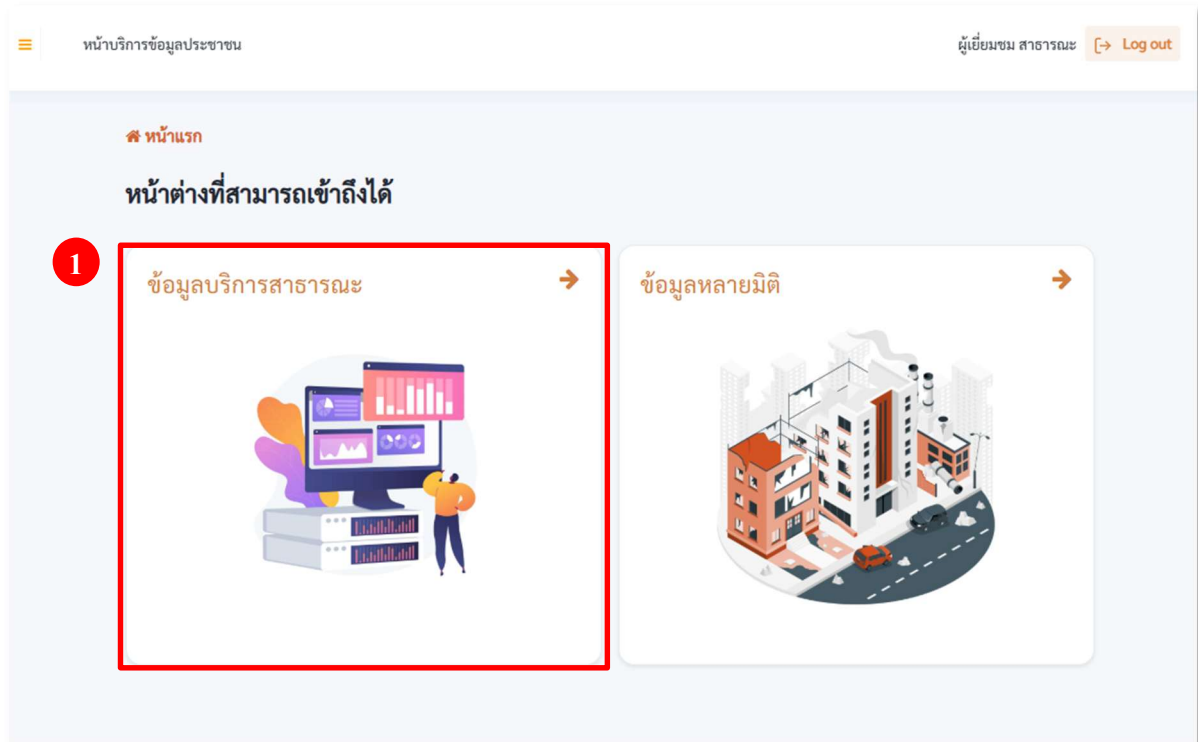 หน้าบริการข้อมูลประชาชน
ผู้เยี่ยมชม สาธารณะ
Log out
หน้าแรก
หน้าต่างที่สามารถเข้าถึงได้
1
ข้อมูลบริการสาธารณะ
ข้อมูลหลายมิติ